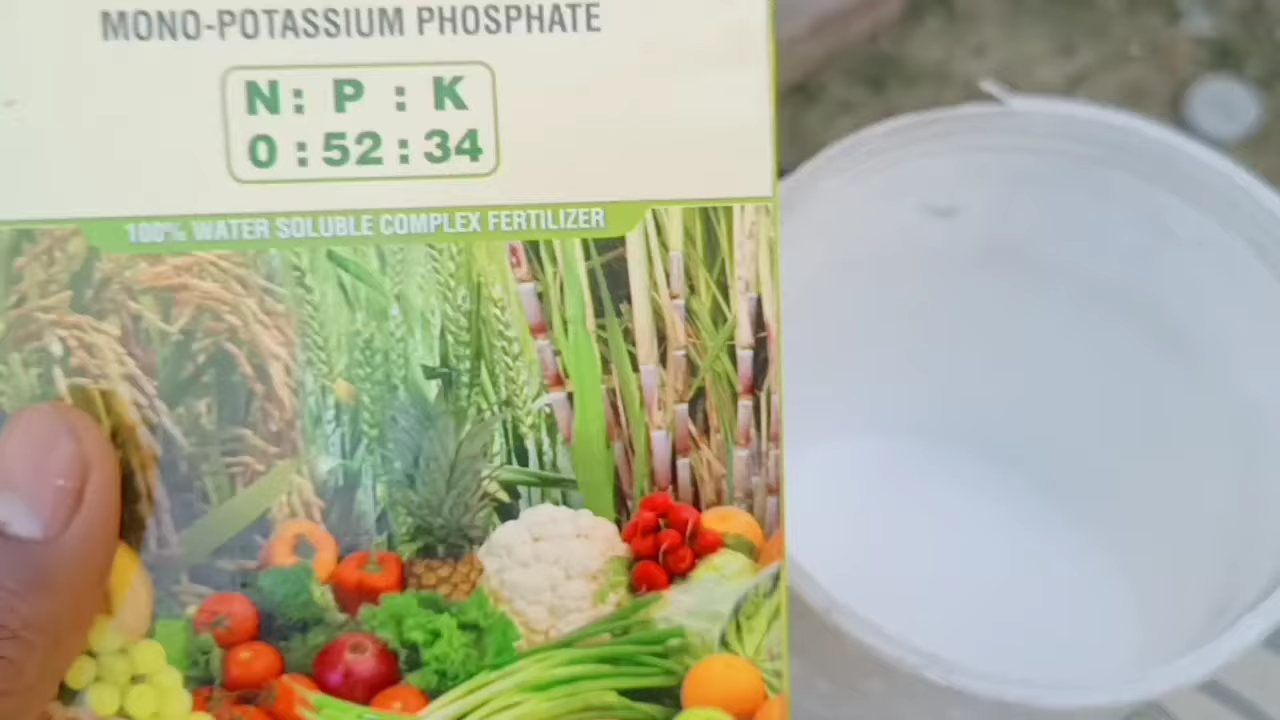 MONO-POTASSIUM PHOSPHATE
N: P : K
0 : 52 : 34
100% WATER SOLUBLE COMPLEX FERTILIZER